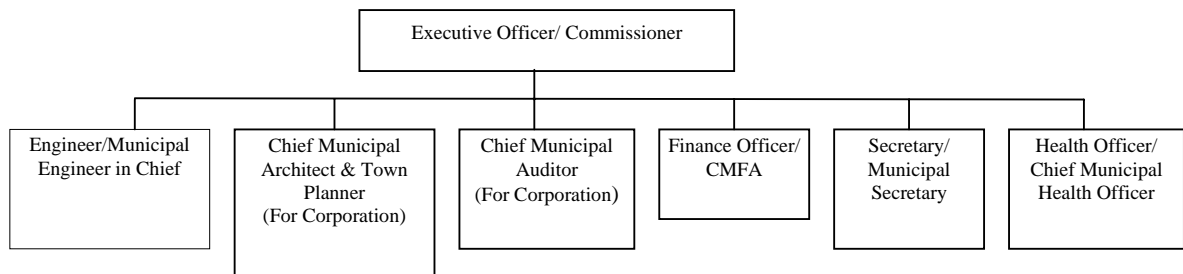 Executive Officer/ Commissioner
Engineer/Municipal
Engineer in Chief
Chief Municipal
Architect & Town
Planner
(For Corporation)
Chief Municipal
Auditor
(For Corporation)
Finance Officer/
CMFA
Secretary/
Municipal
Secretary
Health Officer/
Chief Municipal
Health Officer